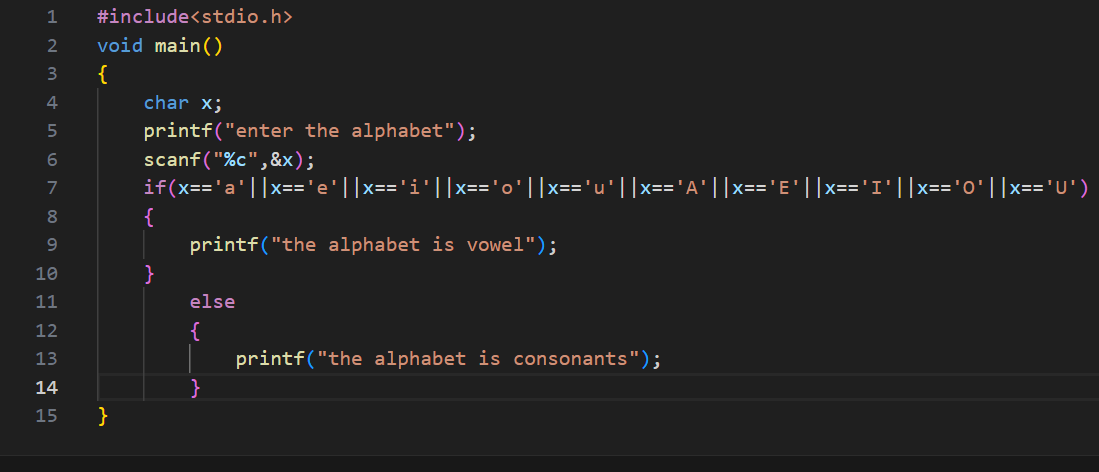 1 #include<stdio.h>
2 void main()
3 {
4 char x;
5 printf("enter the alphabet");
6 scanf("%c",&x);
7 if(x=='a'||x=='e'||x=='i'||x=='o'||x=='u'||x=='A'||x=='E'||x=='I'||x=='O'||x=='U')
8 {
9 printf("the alphabet is vowel");
10 }
11 else
12 {
13 printf("the alphabet is consonants");
14 }
15 }